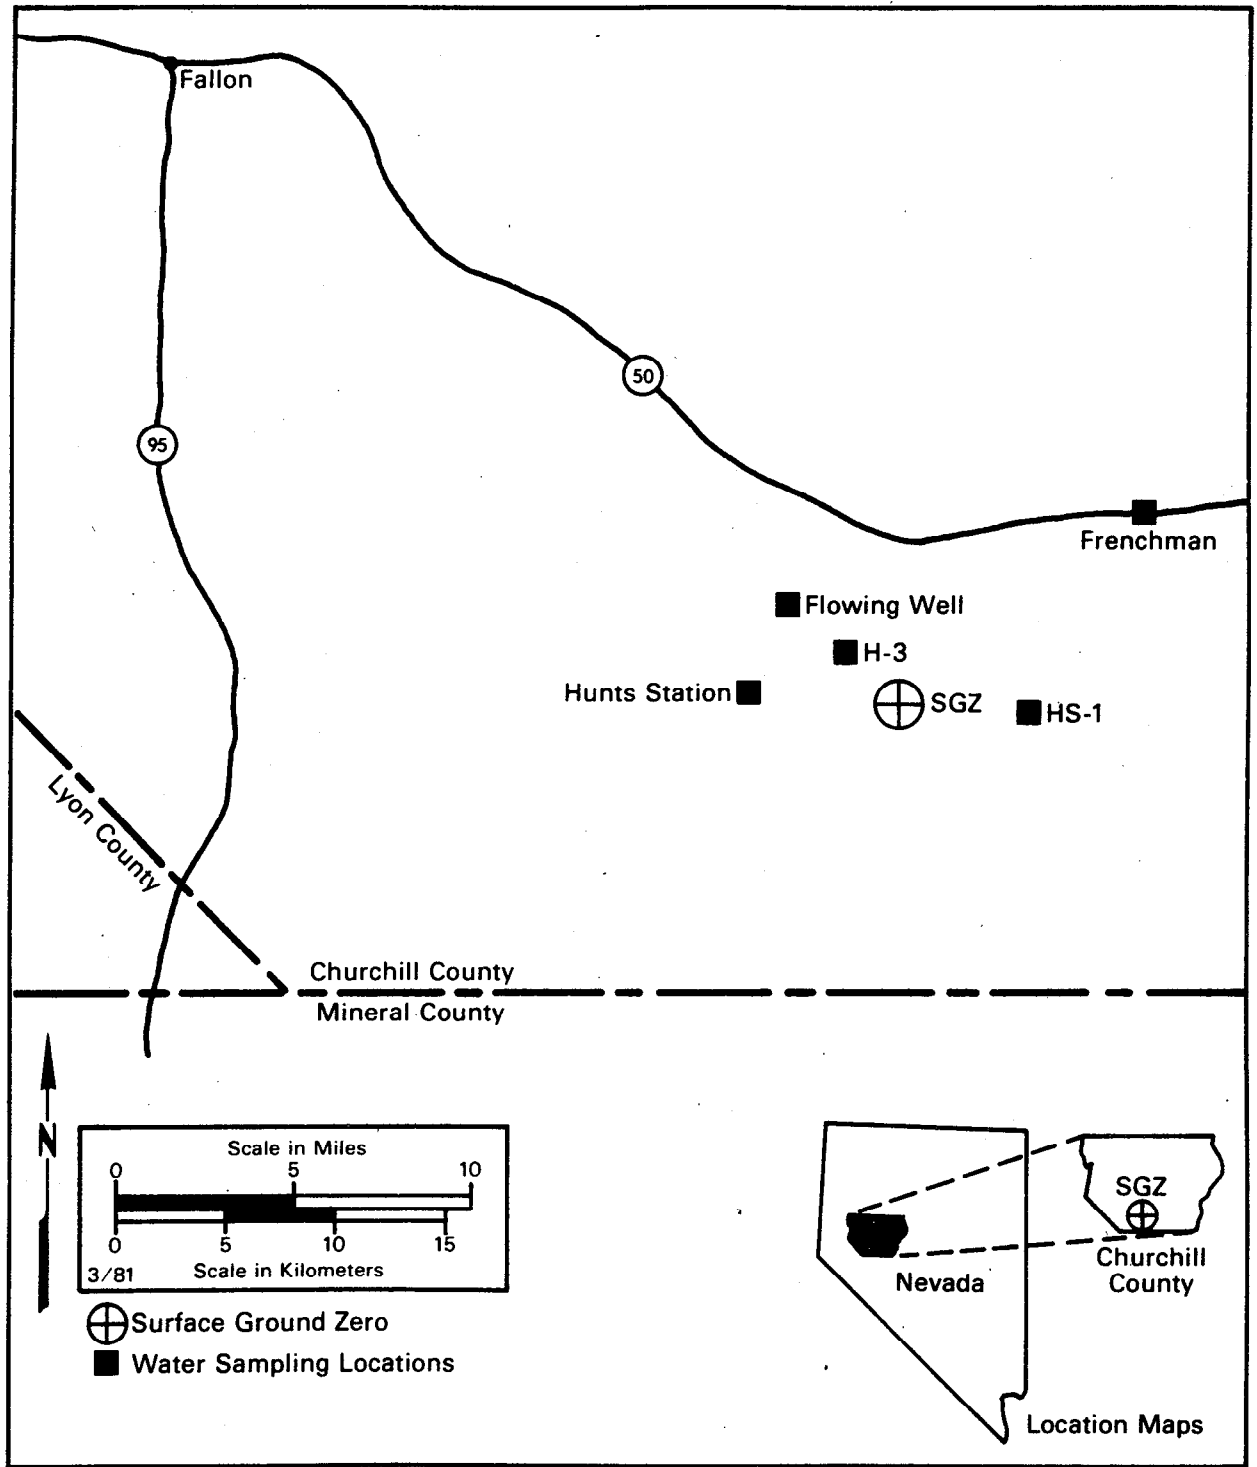 Fallon
50
95
Frenchman
Flowing Well
H-3
Hunts Station
SGZ
HS-1
Lyon County
Churchill County
Mineral County
N
Scale in Miles
0 5 10
0 5 10 15
3/81 Scale in Kilometers
Surface Ground Zero
Water Sampling Locations
SGZ
Churchill
County
Nevada
Location Maps